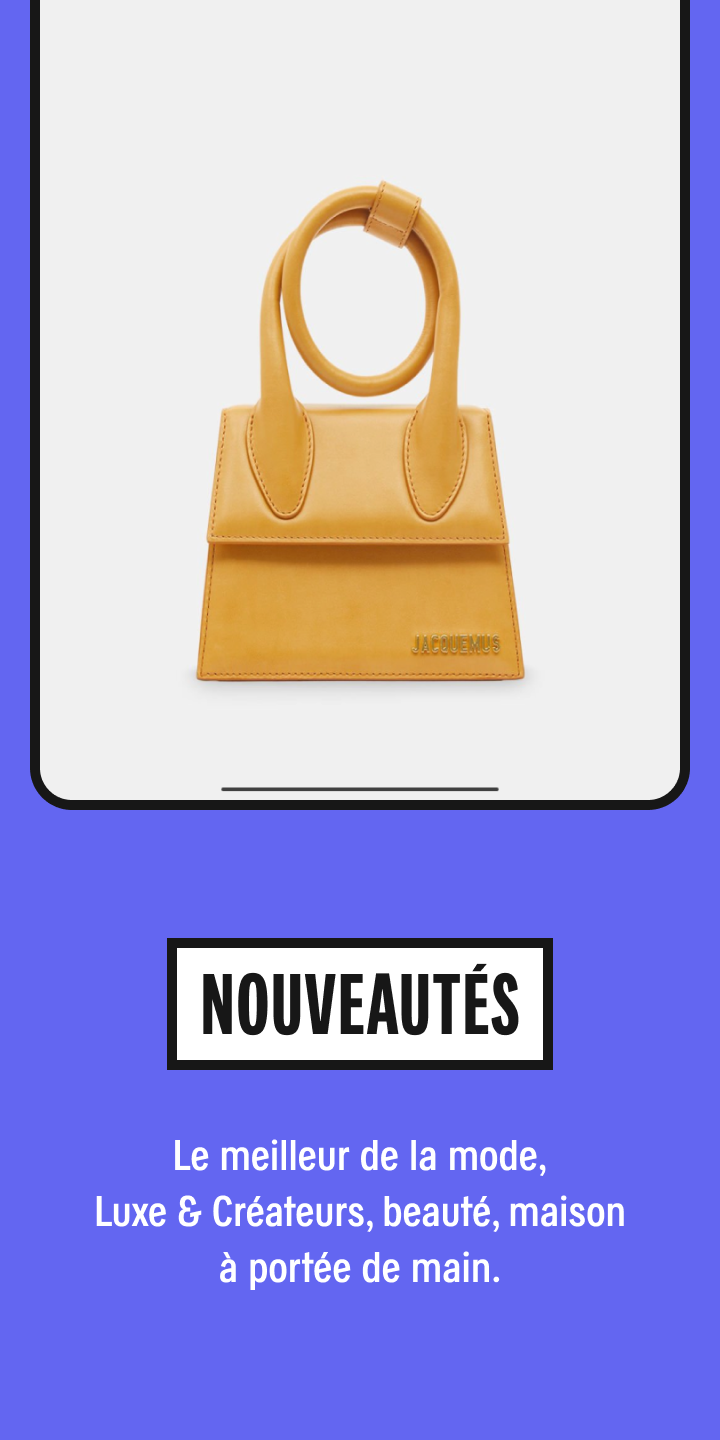 JACQUEMUS
NOUVEAUTÉS
Le meilleur de la mode,
Luxe & Créateurs, beauté, maison
à portée de main.